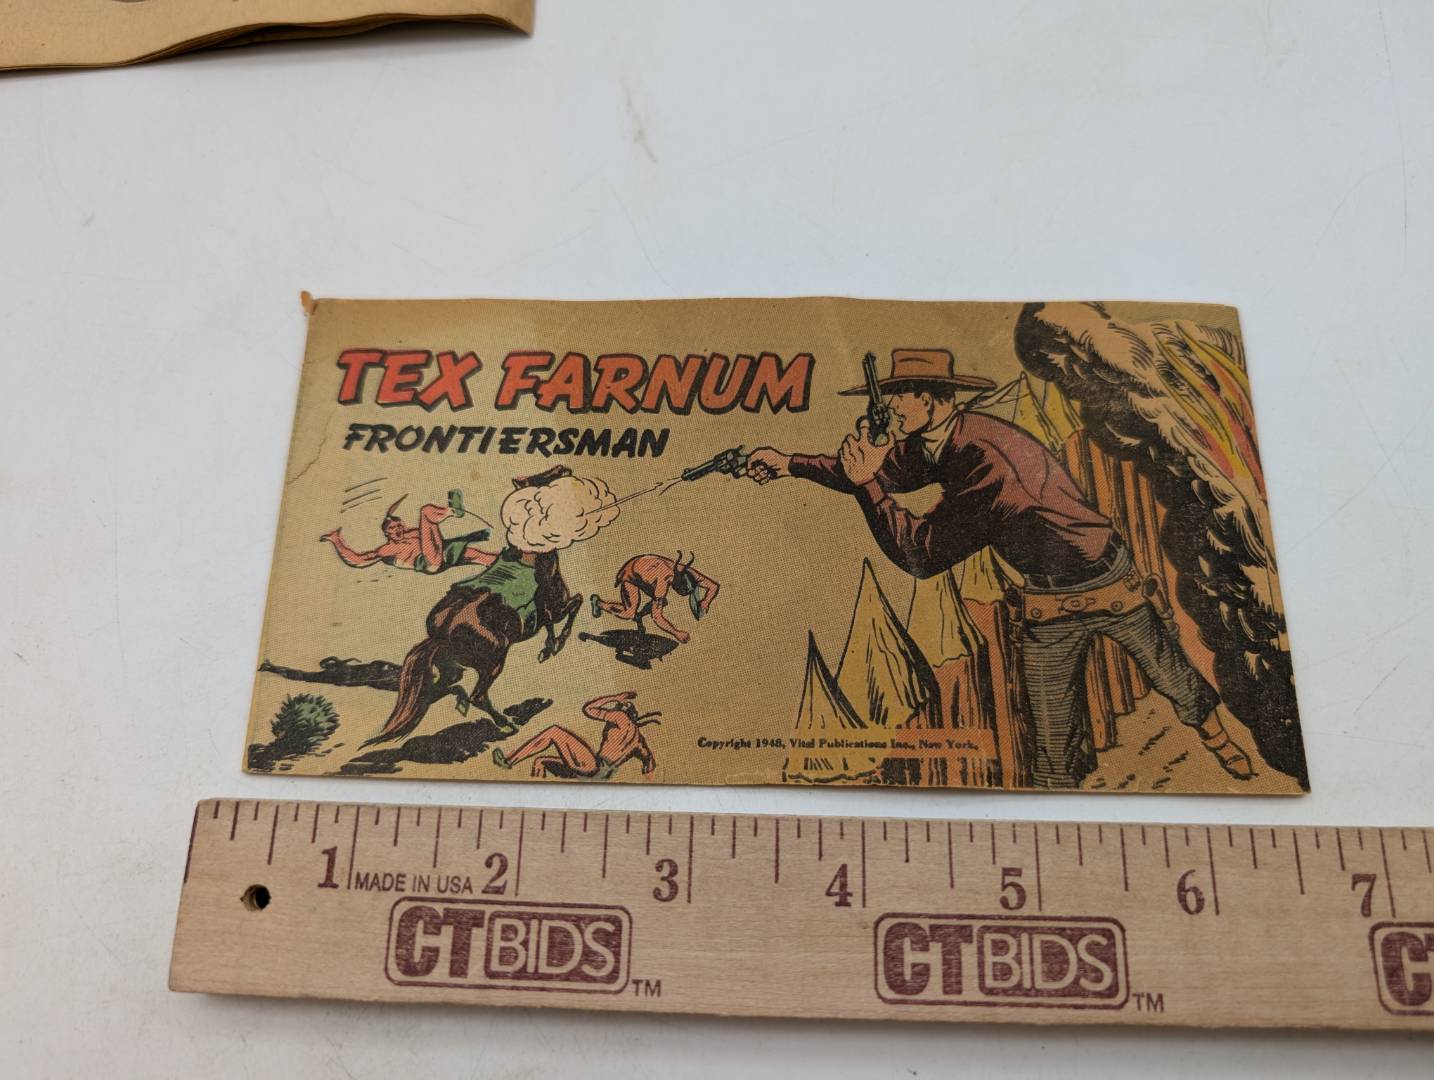 TEX FARNUM
FRONTIERSMAN
Copyright 1948, Vital Publications Inc., New York.
1 MADE IN USA 2 3 4 5 6 7
CTBIDS TM CTBIDS TM C